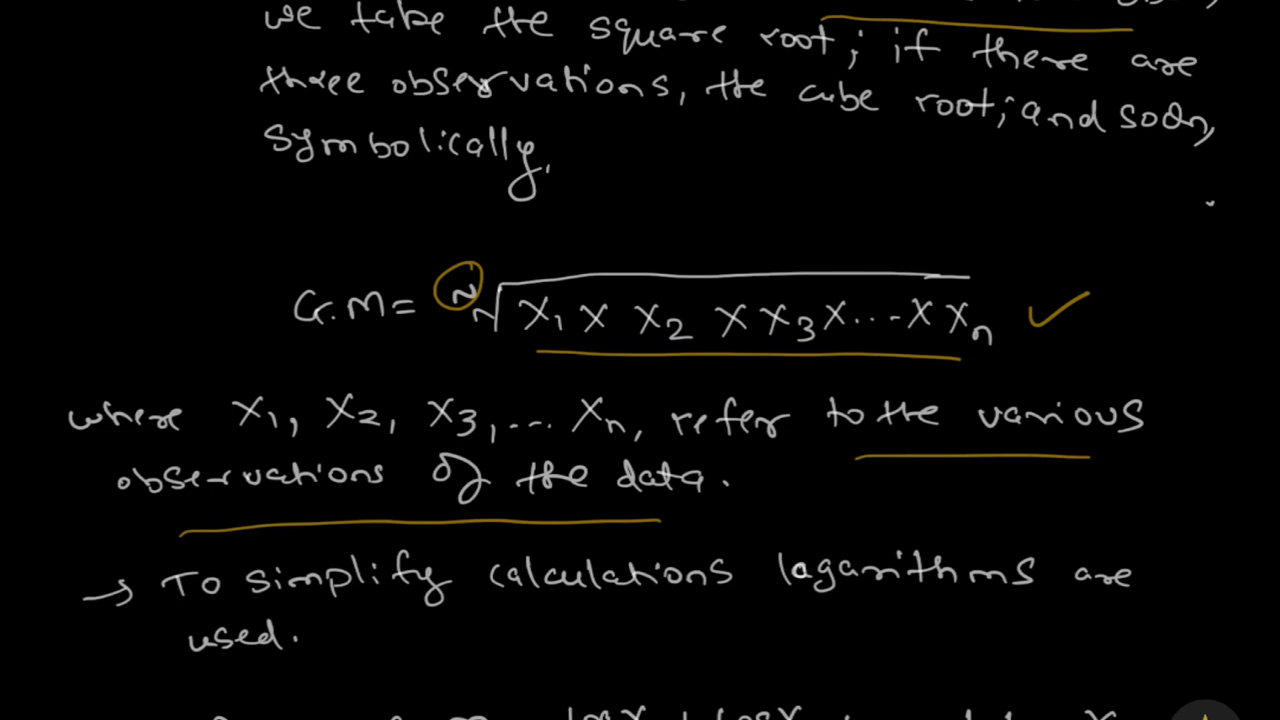 we take the square root; if there are
three observations, the cube root; and so on,
symbolically,
G.M = ⁿ√X₁ × X₂ × X₃ × ... × Xₙ
where X₁, X₂, X₃, ... Xₙ, refer to the various
observations of the data.
→ To simplify calculations lagarithms are
used.